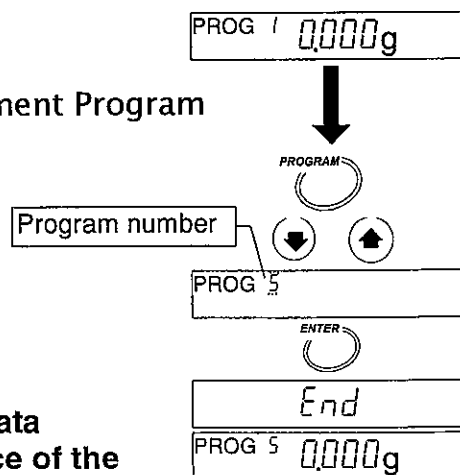 PROG 1 0.000g
nent Program
PROGRAM
Program number
PROG 5
ENTER
End
ata
PROG 5 0.000g
ce of the